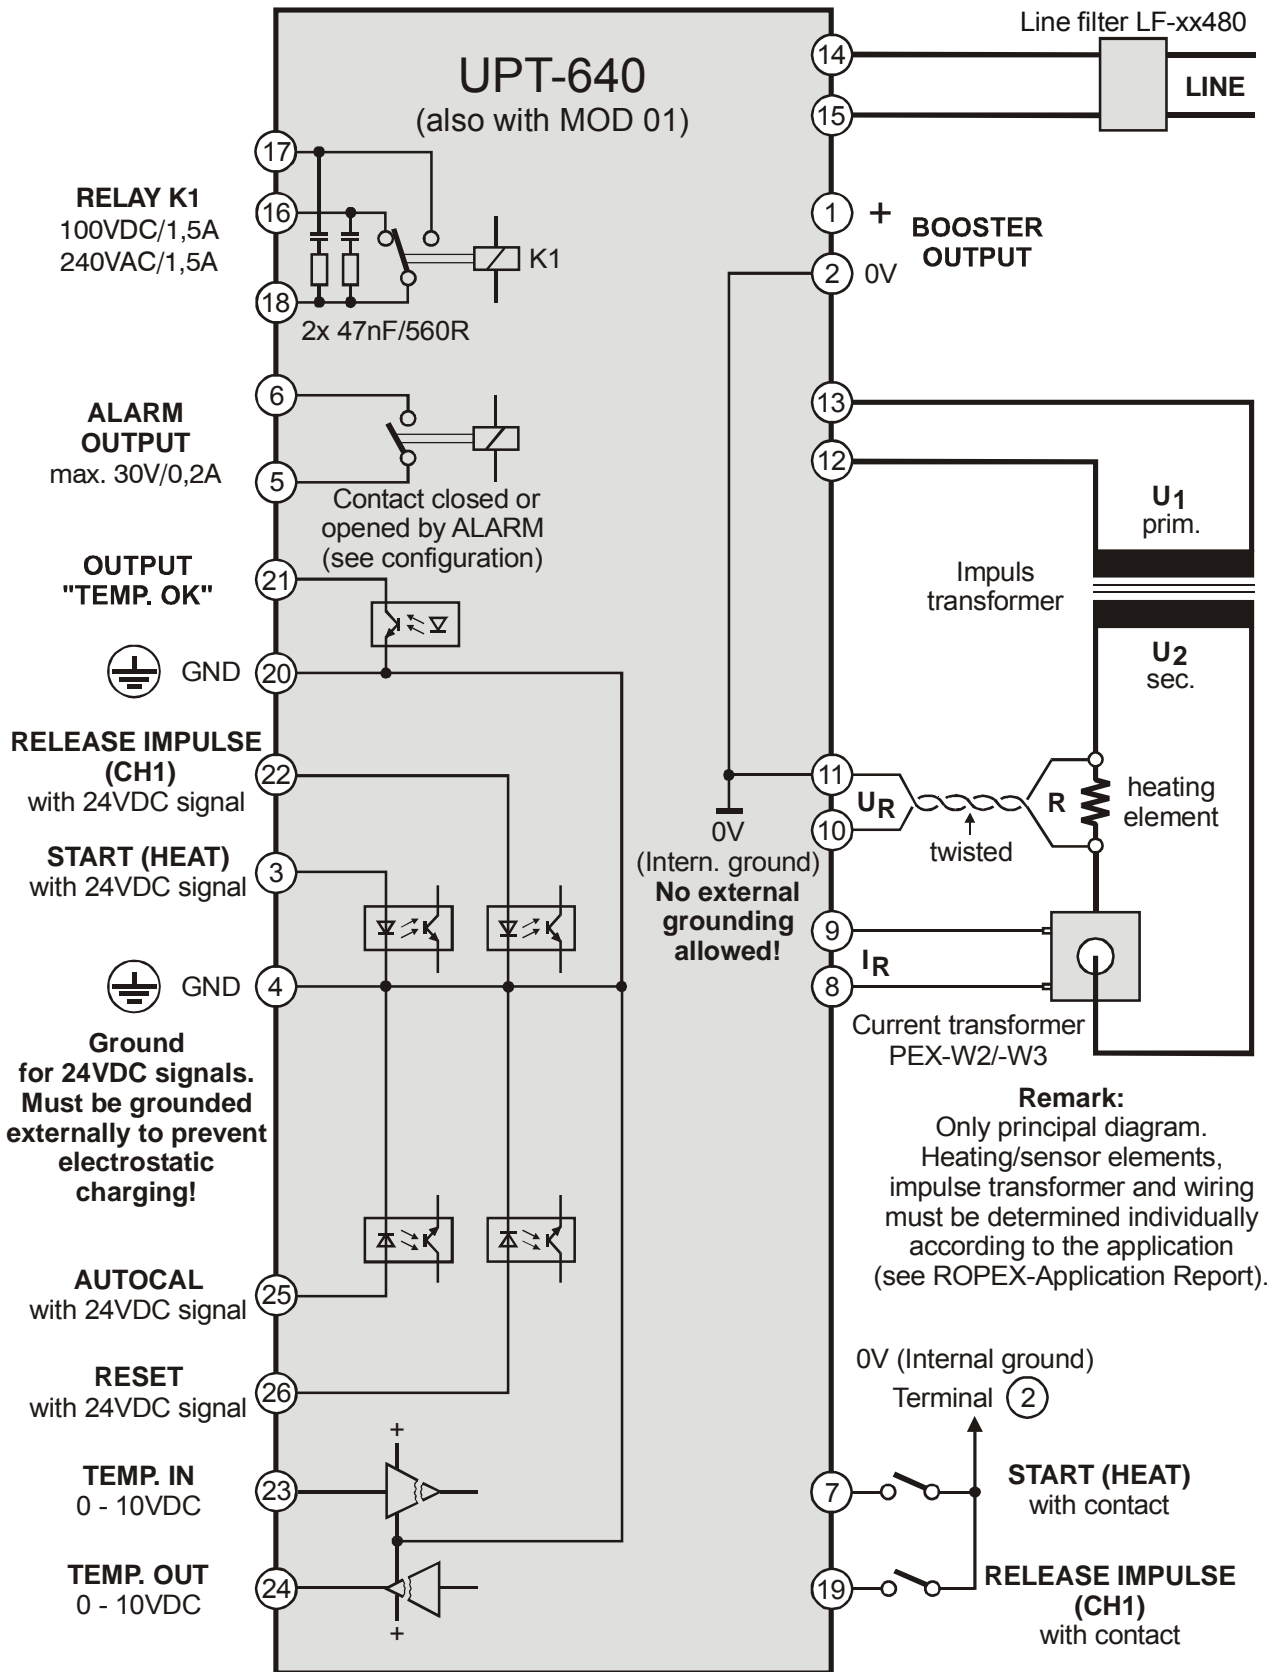 UPT-640
(also with MOD 01)
17
RELAY K1
100VDC/1,5A
240VAC/1,5A
16
18
K1
2x 47nF/560R
6
ALARM
OUTPUT
max. 30V/0,2A
5
Contact closed or
opened by ALARM
(see configuration)
OUTPUT
"TEMP. OK"
21
GND
20
RELEASE IMPULSE
(CH1)
with 24VDC signal
22
START (HEAT)
with 24VDC signal
3
GND
4
Ground
for 24VDC signals.
Must be grounded
externally to prevent
electrostatic
charging!
AUTOCAL
with 24VDC signal
25
RESET
with 24VDC signal
26
+
TEMP. IN
0 - 10VDC
23
TEMP. OUT
0 - 10VDC
24
+
Line filter LF-xx480
14
LINE
15
1
+
BOOSTER
OUTPUT
2
0V
13
12
U1
prim.
Impuls
transformer
U2
sec.
11
UR
10
R
heating
element
twisted
0V
(Intern. ground)
No external
grounding
allowed!
9
IR
8
Current transformer
PEX-W2/-W3
Remark:
Only principal diagram.
Heating/sensor elements,
impulse transformer and wiring
must be determined individually
according to the application
(see ROPEX-Application Report).
0V (Internal ground)
Terminal 2
7
START (HEAT)
with contact
19
RELEASE IMPULSE
(CH1)
with contact